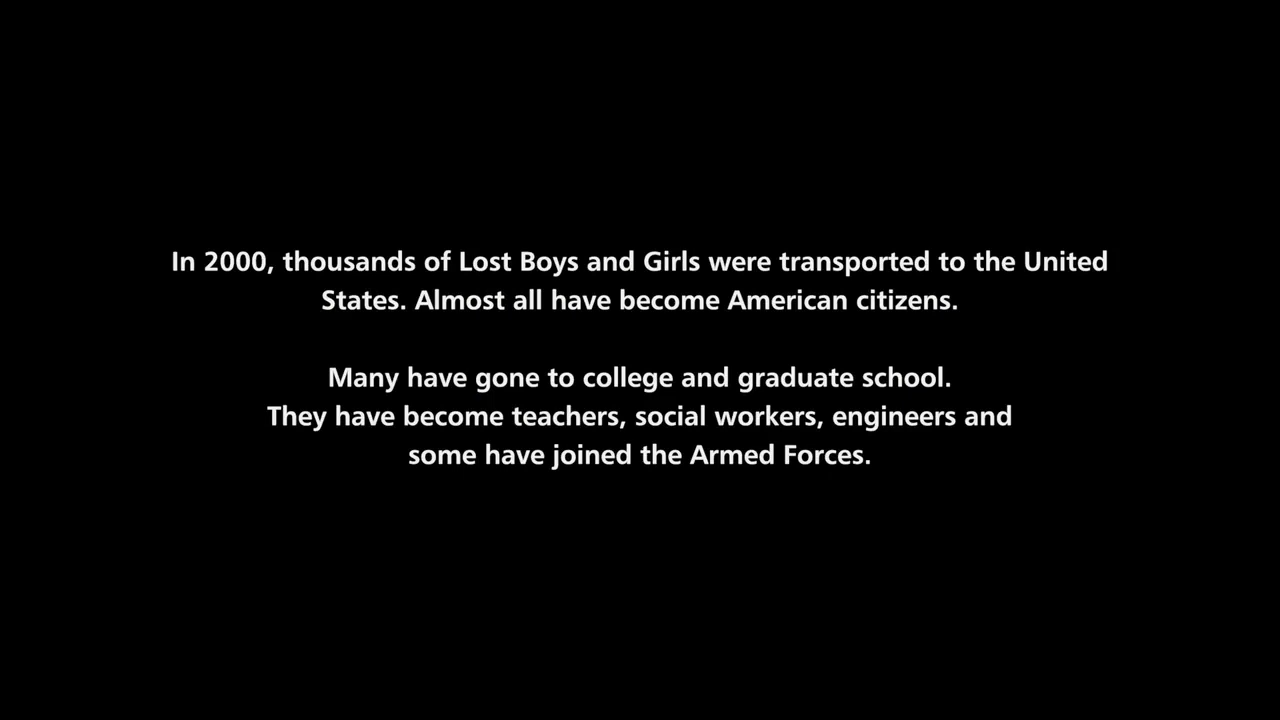 In 2000, thousands of Lost Boys and Girls were transported to the United
States. Almost all have become American citizens.
Many have gone to college and graduate school.
They have become teachers, social workers, engineers and
some have joined the Armed Forces.